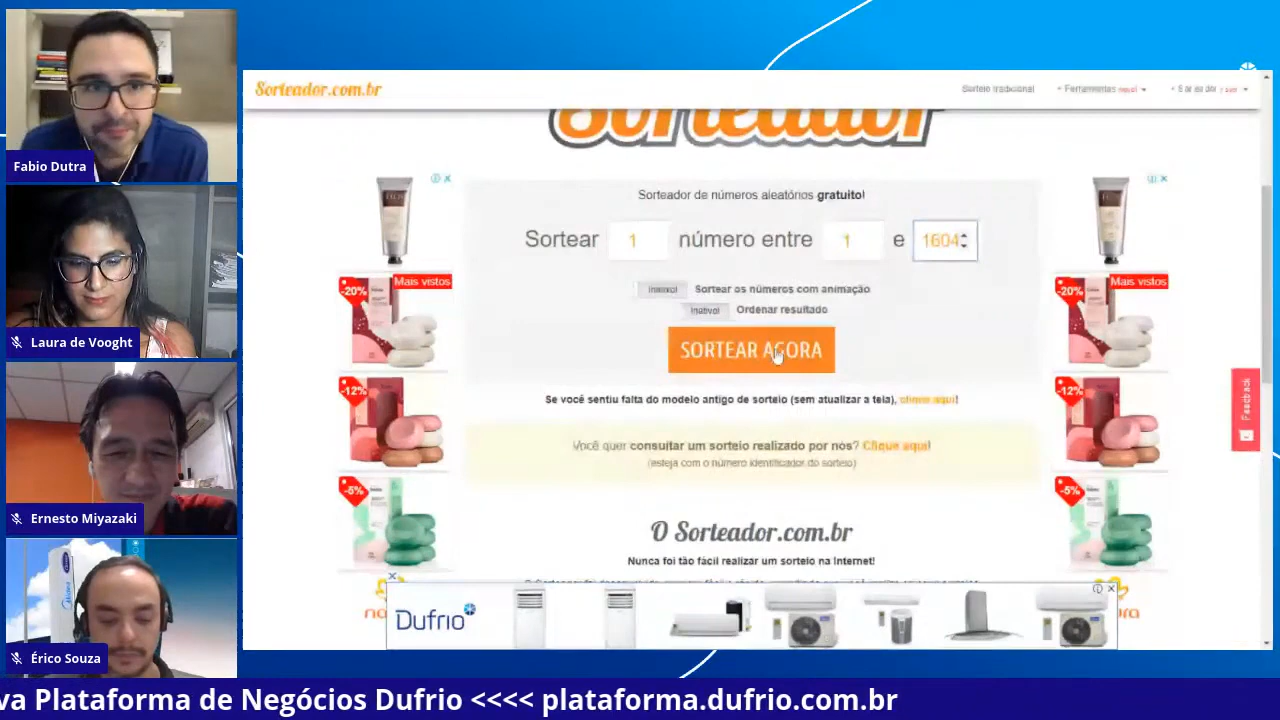 Fabio Dutra
Laura de Vooght
Ernesto Miyazaki
Érico Souza
Sorteador.com.br
Sorteio tradicional
Ferramentas
Sorteador
Sorteador de números aleatórios gratuito!
Sortear 1 número entre 1 e 1604
Inativo! Sortear os números com animação
Inativo! Ordenar resultado
SORTEAR AGORA
Se você sentiu falta do modelo antigo de sorteio (sem atualizar a tela), clique aqui!
Você quer consultar um sorteio realizado por nós? Clique aqui!
(esteja com o número identificador do sorteio)
O Sorteador.com.br
Nunca foi tão fácil realizar um sorteio na Internet!
-20% Mais vistos
-12%
-5%
-20% Mais vistos
-12%
-5%
Feedback
Dufrio
va Plataforma de Negócios Dufrio <<<< plataforma.dufrio.com.br